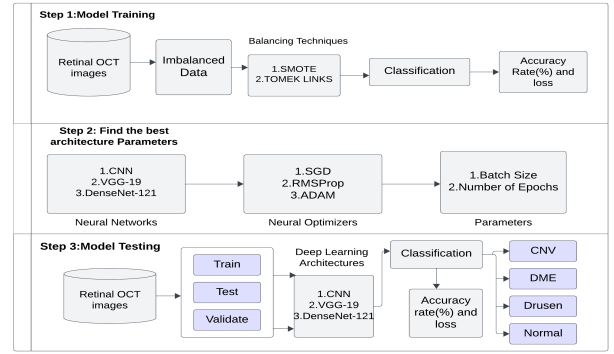 Step 1:Model Training
Retinal OCT
images
Imbalanced
Data
Balancing Techniques
1.SMOTE
2.TOMEK LINKS
Classification
Accuracy
Rate(%) and
loss
Step 2: Find the best
architecture Parameters
1.CNN
2.VGG-19
3.DenseNet-121
Neural Networks
1.SGD
2.RMSProp
3.ADAM
Neural Optimizers
1.Batch Size
2.Number of Epochs
Parameters
Step 3:Model Testing
Retinal OCT
images
Train
Test
Validate
Deep Learning
Architectures
1.CNN
2.VGG-19
3.DenseNet-121
Classification
Accuracy
rate(%) and
loss
CNV
DME
Drusen
Normal